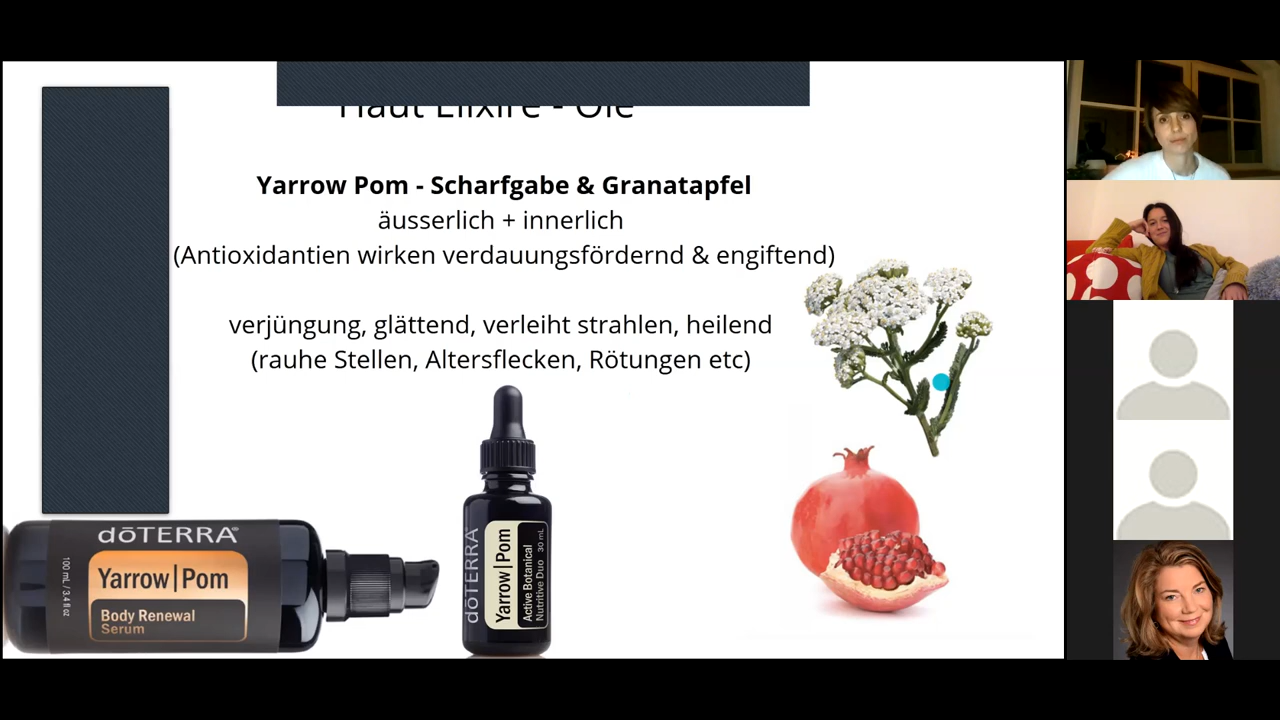 Haut Elixire - Öle
Yarrow Pom - Scharfgabe & Granatapfel
äusserlich + innerlich
(Antioxidantien wirken verdauungsfördernd & engiftend)
verjüngung, glättend, verleiht strahlen, heilend
(rauhe Stellen, Altersflecken, Rötungen etc)
dōTERRA®
Yarrow|Pom
Body Renewal
Serum
100 mL / 3.4 fl oz
dōTERRA®
Yarrow|Pom
Active Botanical
Nutritive Duo 30 mL